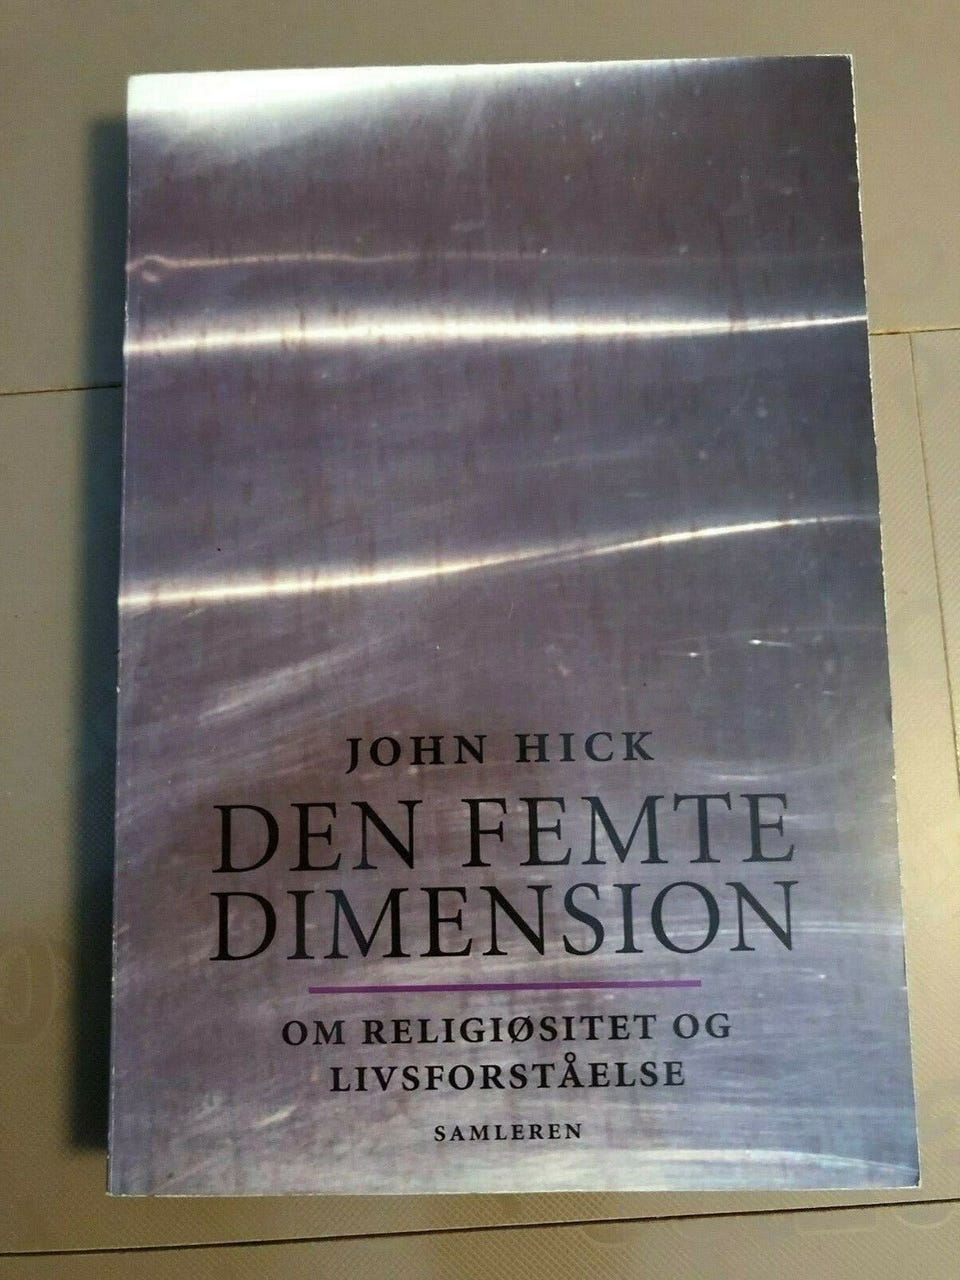 JOHN HICK
DEN FEMTE
DIMENSION
OM RELIGIØSITET OG
LIVSFORSTÅELSE
SAMLEREN